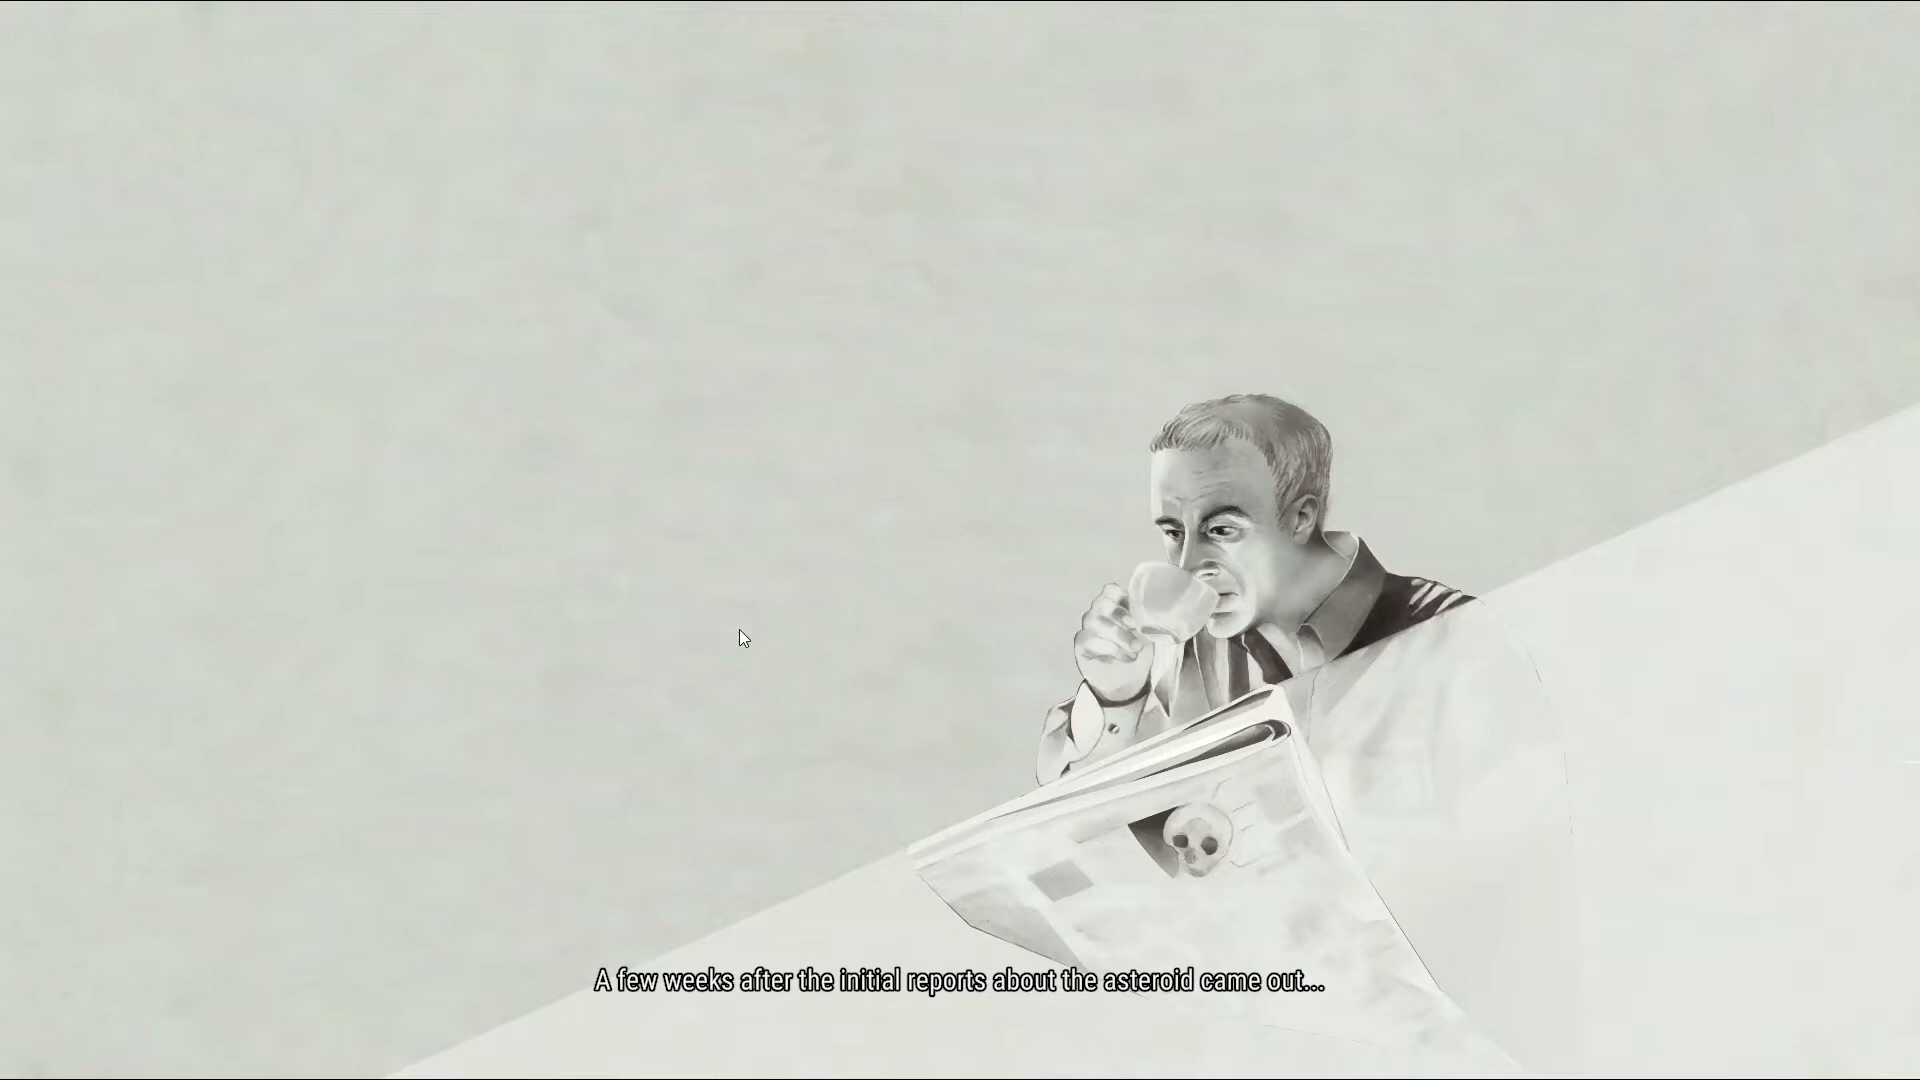 A few weeks after the initial reports about the asteroid came out...